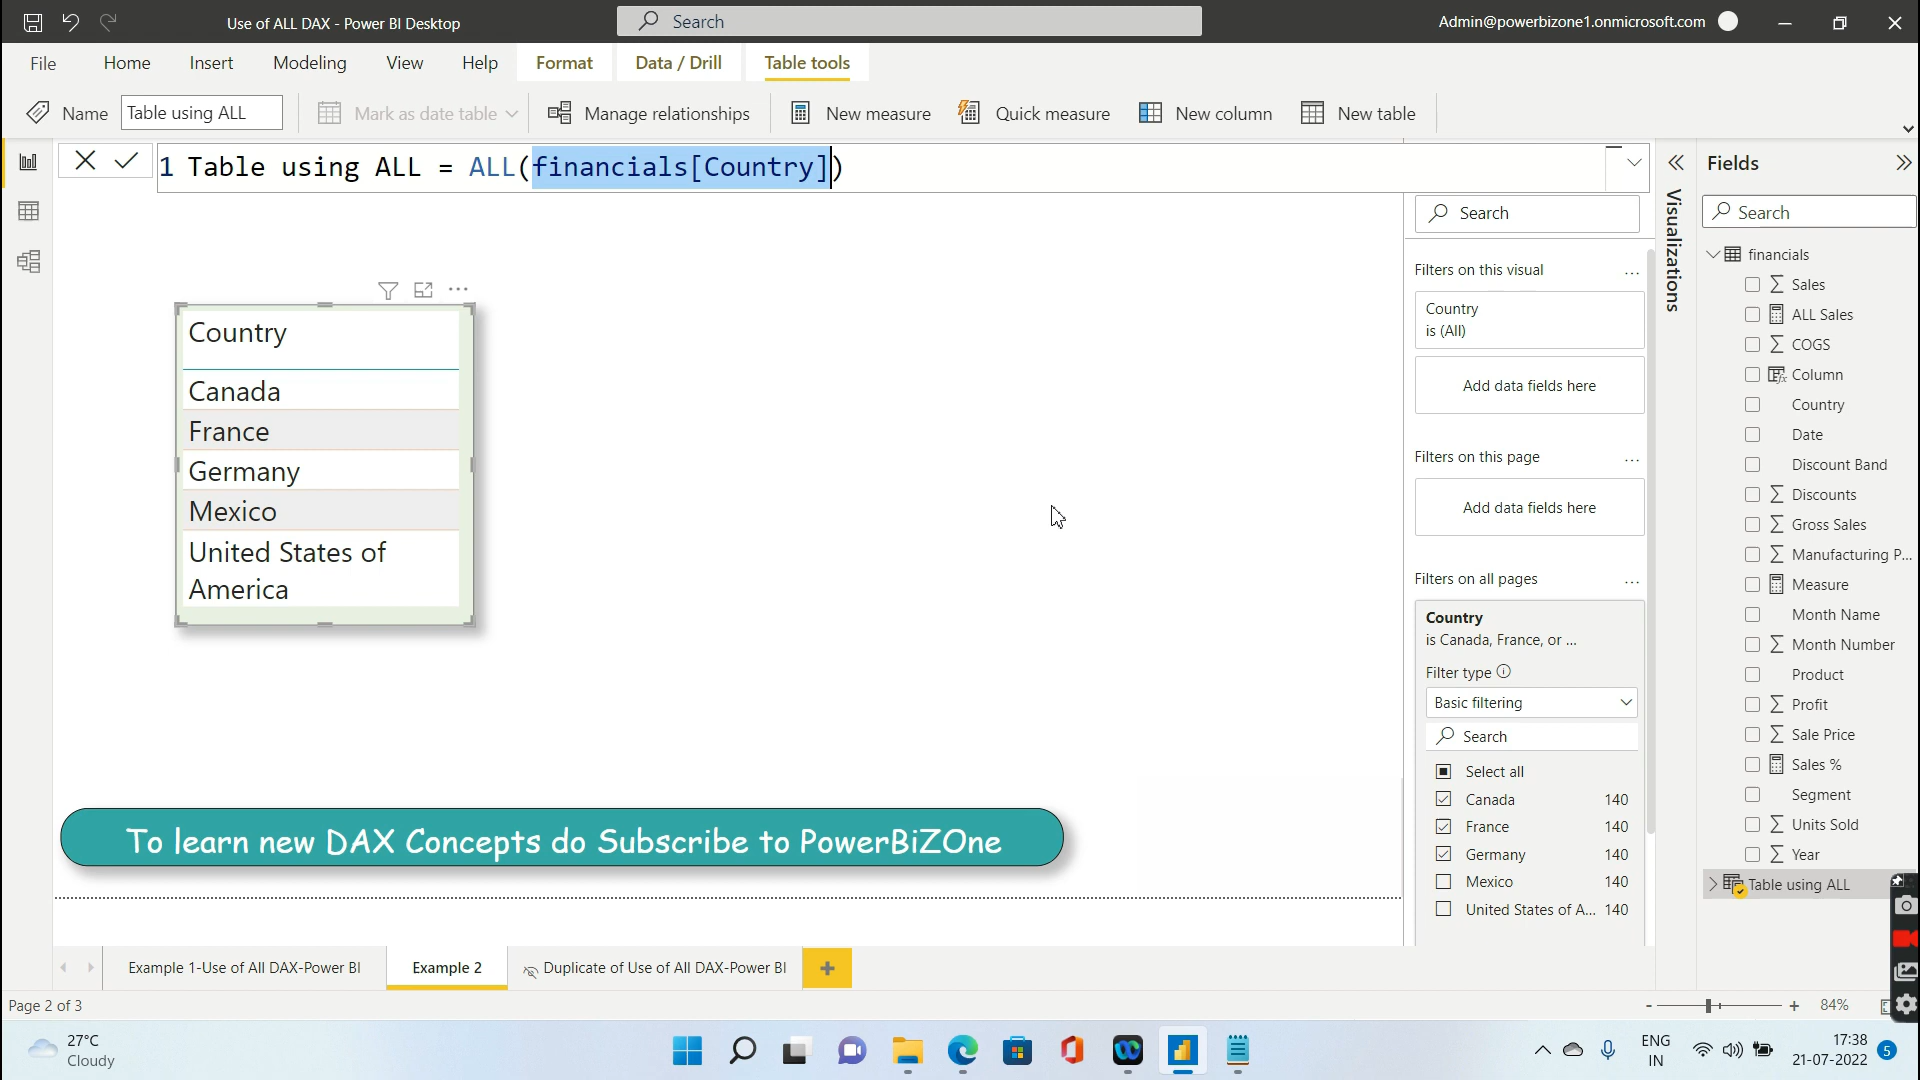 Use of ALL DAX - Power BI Desktop
Search
Admin@powerbizone1.onmicrosoft.com
File Home Insert Modeling View Help Format Data / Drill Table tools
Name Table using ALL
Mark as date table
Manage relationships
New measure
Quick measure
New column
New table
1 Table using ALL = ALL(financials[Country])
Country
Canada
France
Germany
Mexico
United States of
America
To learn new DAX Concepts do Subscribe to PowerBiZOne
Search
Filters on this visual ...
Country
is (All)
Add data fields here
Filters on this page ...
Add data fields here
Filters on all pages ...
Country
is Canada, France, or ...
Filter type
Basic filtering
Search
Select all
Canada 140
France 140
Germany 140
Mexico 140
United States of A... 140
Visualizations
Fields
Search
financials
Sales
ALL Sales
COGS
Column
Country
Date
Discount Band
Discounts
Gross Sales
Manufacturing P...
Measure
Month Name
Month Number
Product
Profit
Sale Price
Sales %
Segment
Units Sold
Year
Table using ALL
Example 1-Use of All DAX-Power BI
Example 2
Duplicate of Use of All DAX-Power BI
+
Page 2 of 3
- + 84%
27°C
Cloudy
ENG
IN
17:38
21-07-2022
5